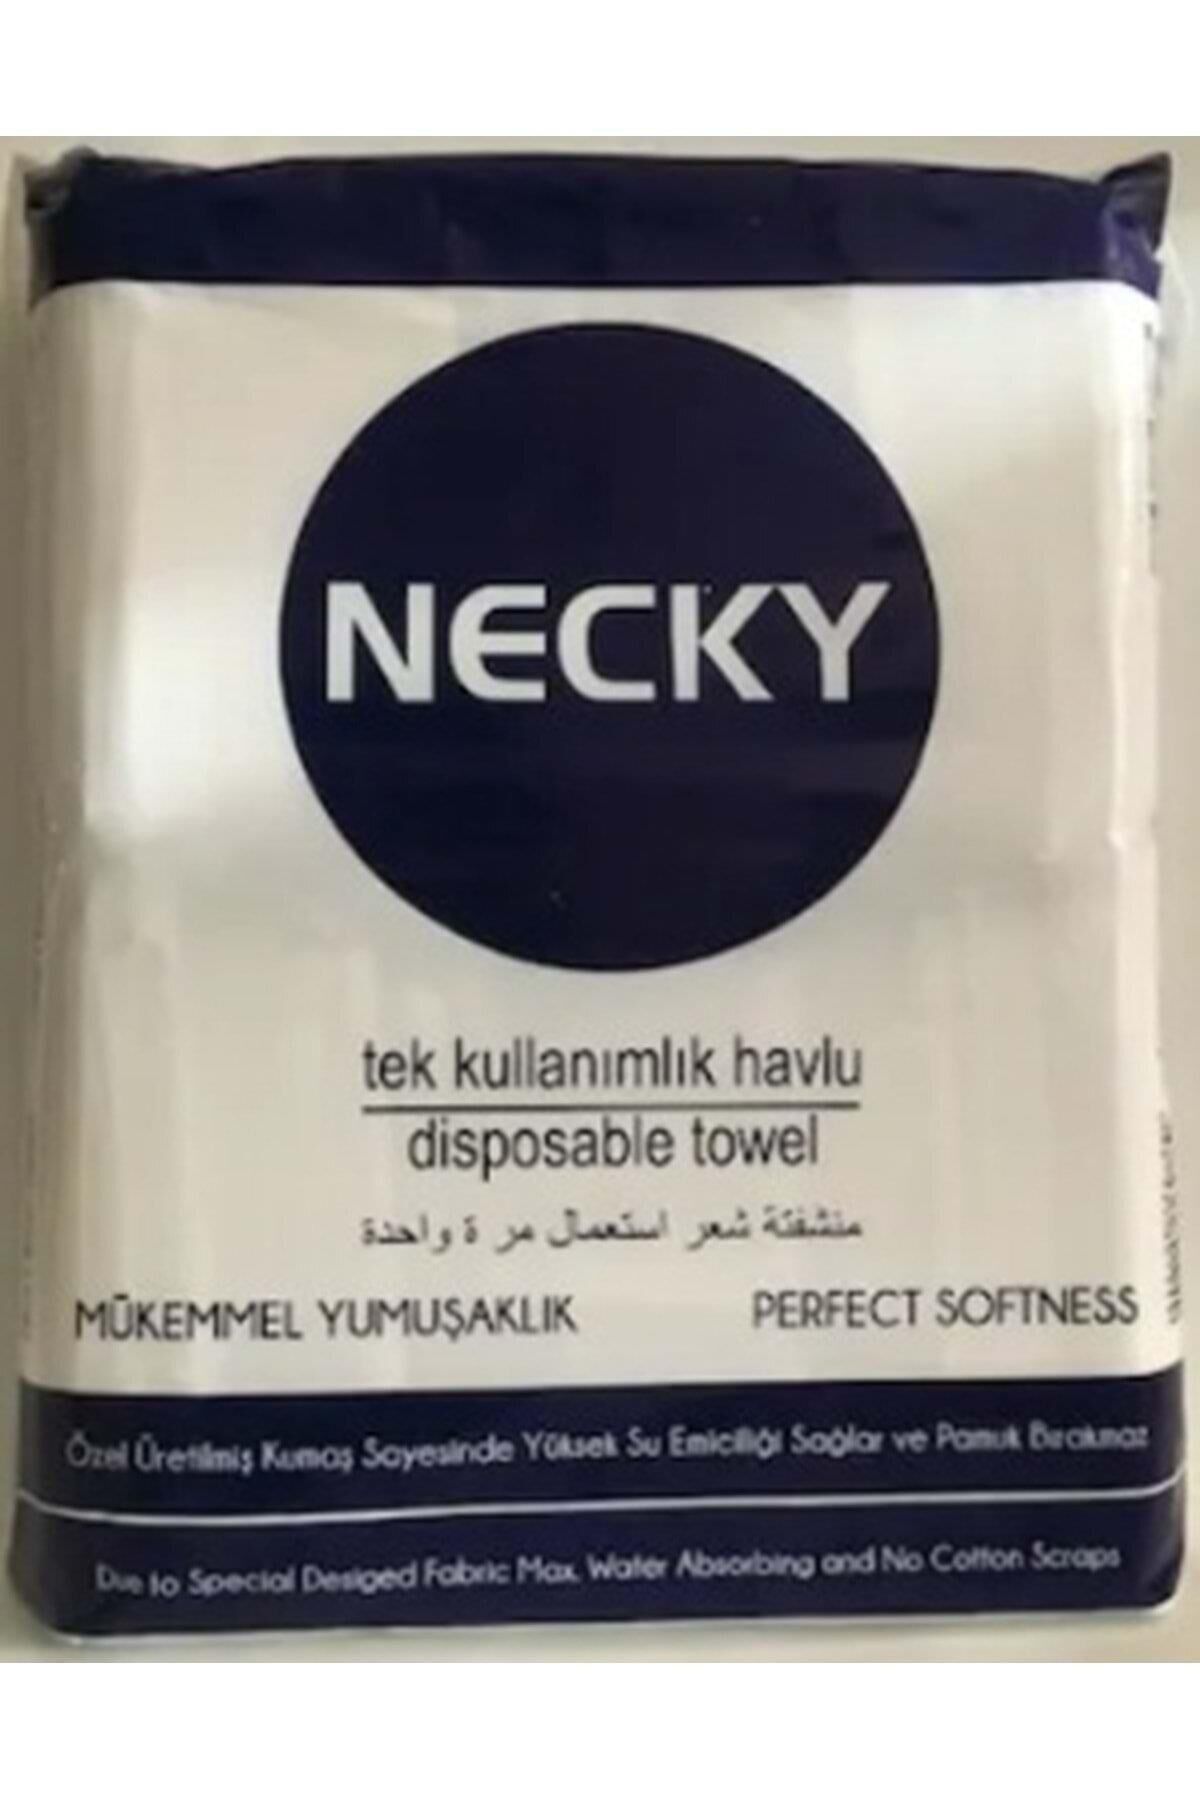 NECKY
tek kullanımlık havlu
disposable towel
منشفتة شعر استعمال مر ة واحدة
MÜKEMMEL YUMUŞAKLIK
PERFECT SOFTNESS
Özel Üretilmiş Kumaş Sayesinde Yüksek Su Emiciliği Sağlar ve Pamuk Bırakmaz
Due to Special Desiged Fabric Max. Water Absorbing and No Cotton Scraps